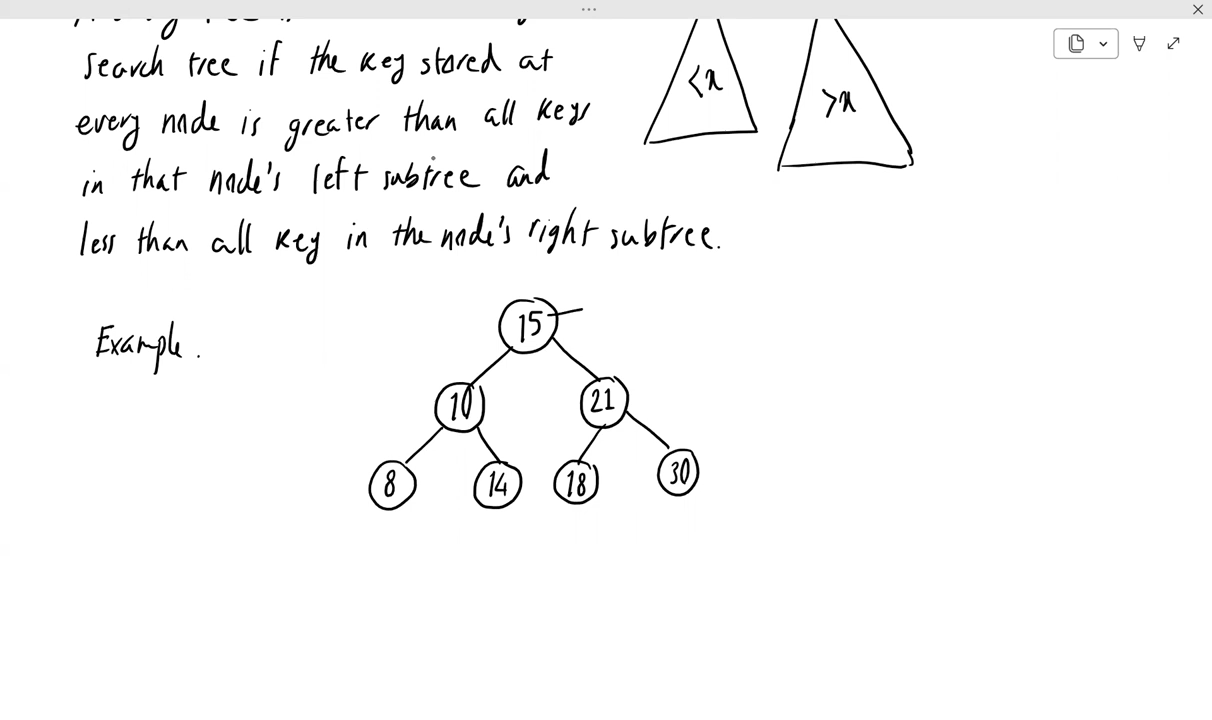 search tree if the key stored at
every node is greater than all keys
in that node's left subtree and
less than all key in the node's right subtree.
<x
>x
Example.
15
10
21
8
14
18
30